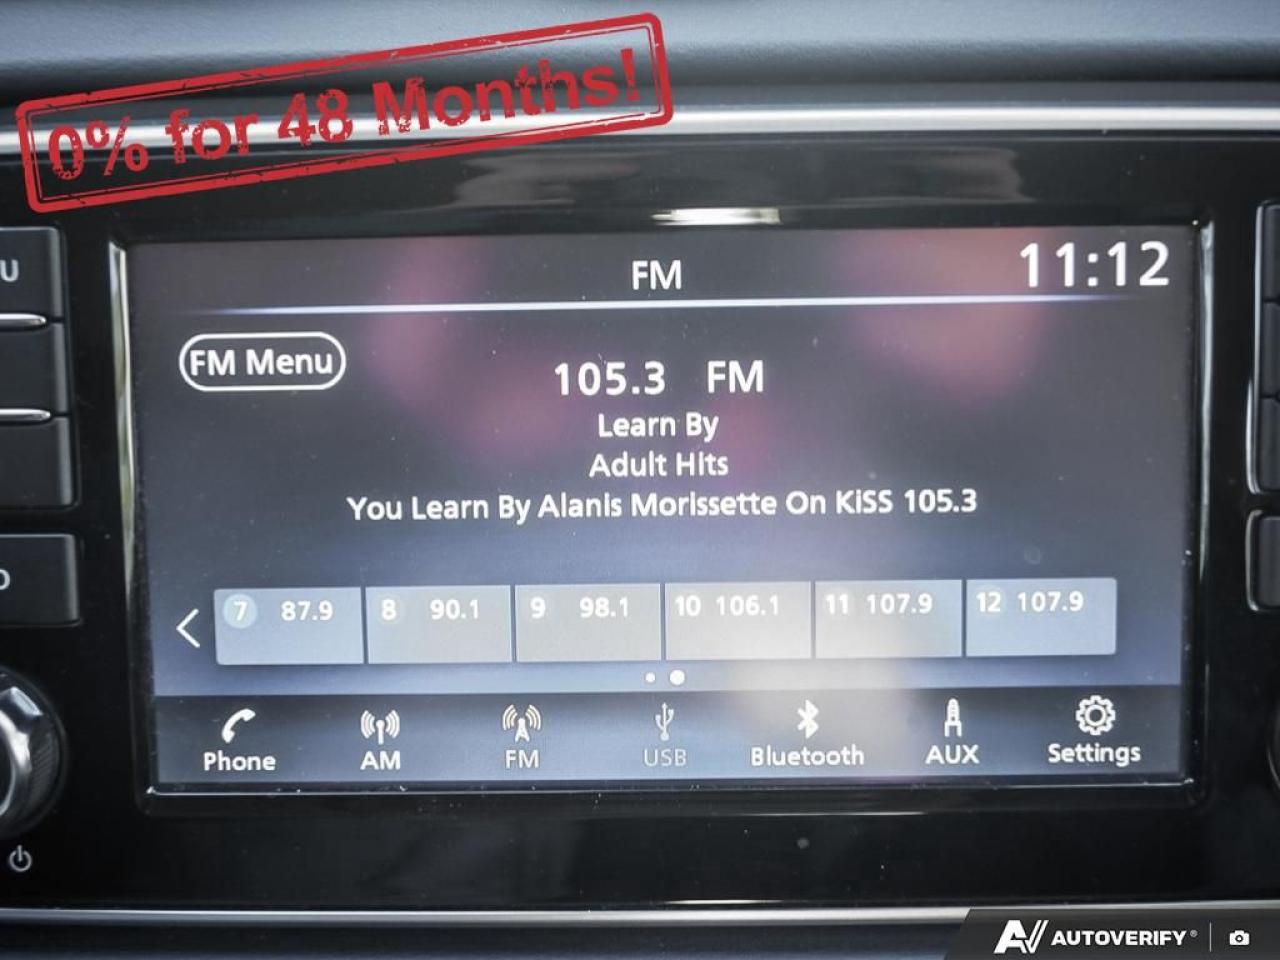 0% for 48 Months!
U
D
FM
11:12
FM Menu
105.3 FM
Learn By
Adult Hits
You Learn By Alanis Morissette On KiSS 105.3
7 87.9 8 90.1 9 98.1 10 106.1 11 107.9 12 107.9
Phone AM FM USB Bluetooth AUX Settings
AUTOVERIFY